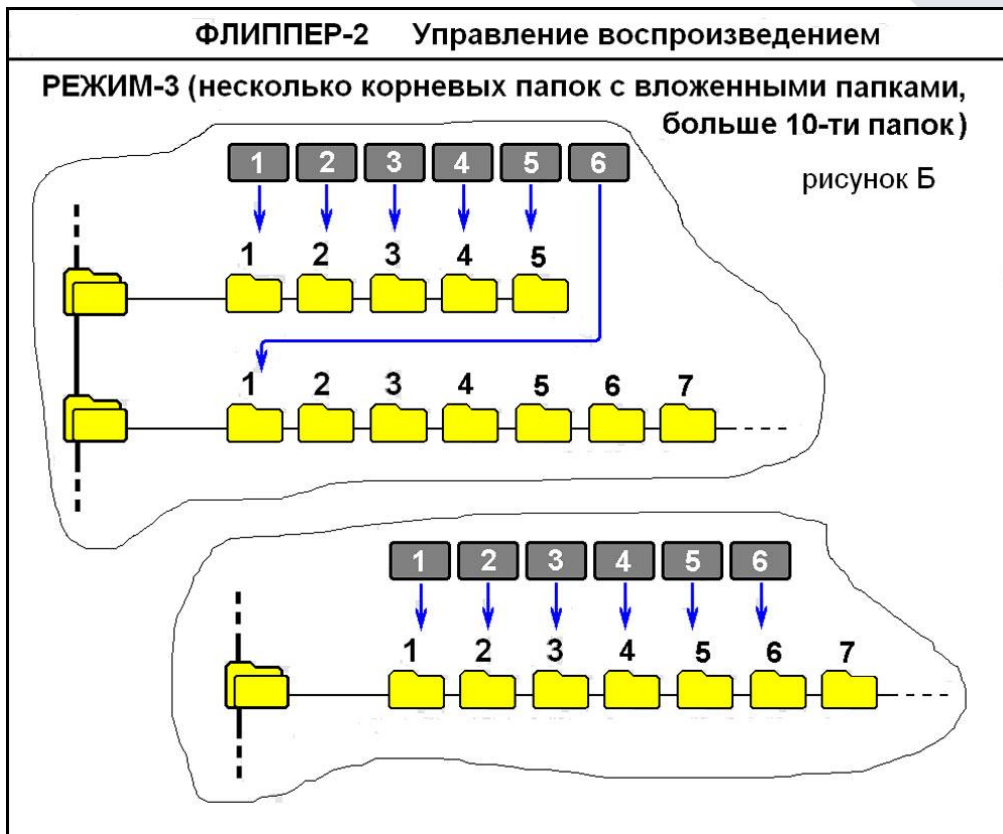 ФЛИППЕР-2 Управление воспроизведением
РЕЖИМ-3 (несколько корневых папок с вложенными папками,
больше 10-ти папок)
рисунок Б
1 2 3 4 5 6
1 2 3 4 5
1 2 3 4 5 6 7
1 2 3 4 5 6
1 2 3 4 5 6 7